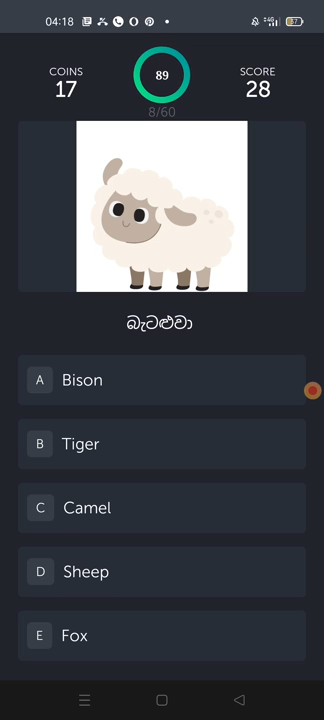 04:18
COINS
17
89
SCORE
28
8/60
බැටළුවා
A Bison
B Tiger
C Camel
D Sheep
E Fox